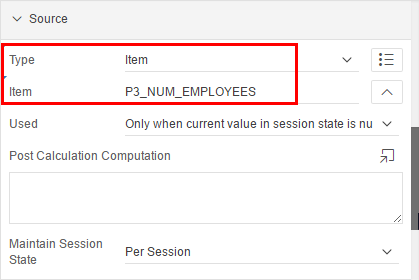 Source
Type Item
Item P3_NUM_EMPLOYEES
Used Only when current value in session state is nu
Post Calculation Computation
Maintain Session
State
Per Session